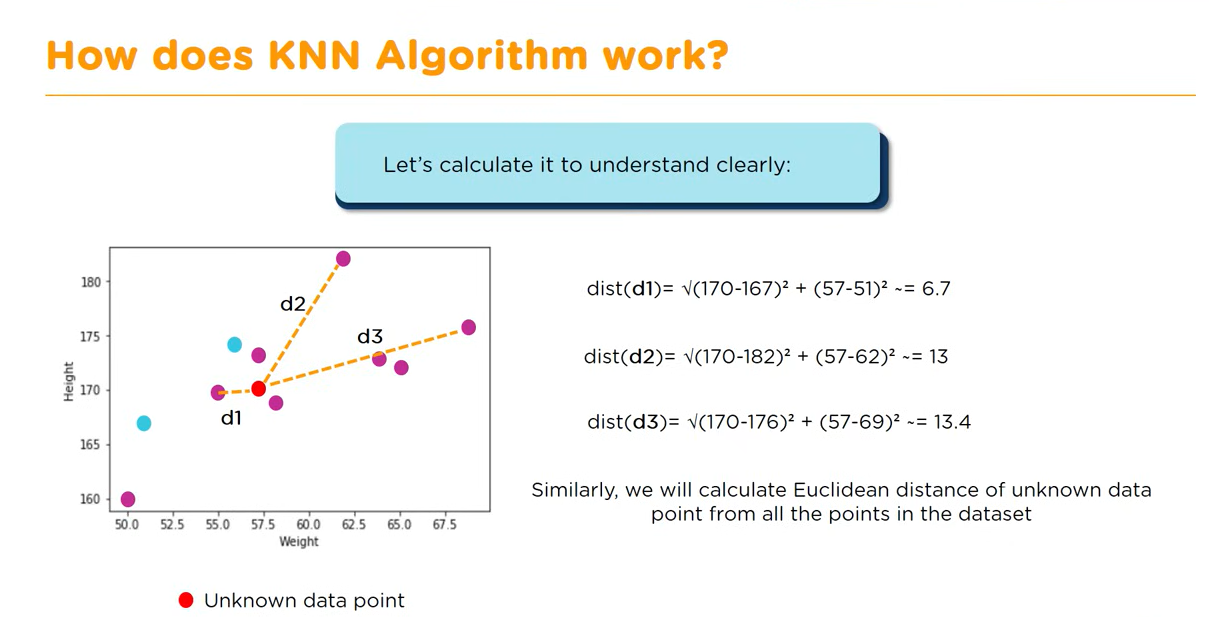 How does KNN Algorithm work?
Let's calculate it to understand clearly:
180
175
170
165
160
Height
d2
d3
d1
50.0 52.5 55.0 57.5 60.0 62.5 65.0 67.5
Weight
Unknown data point
dist(d1)= √(170-167)² + (57-51)² ~= 6.7
dist(d2)= √(170-182)² + (57-62)² ~= 13
dist(d3)= √(170-176)² + (57-69)² ~= 13.4
Similarly, we will calculate Euclidean distance of unknown data
point from all the points in the dataset